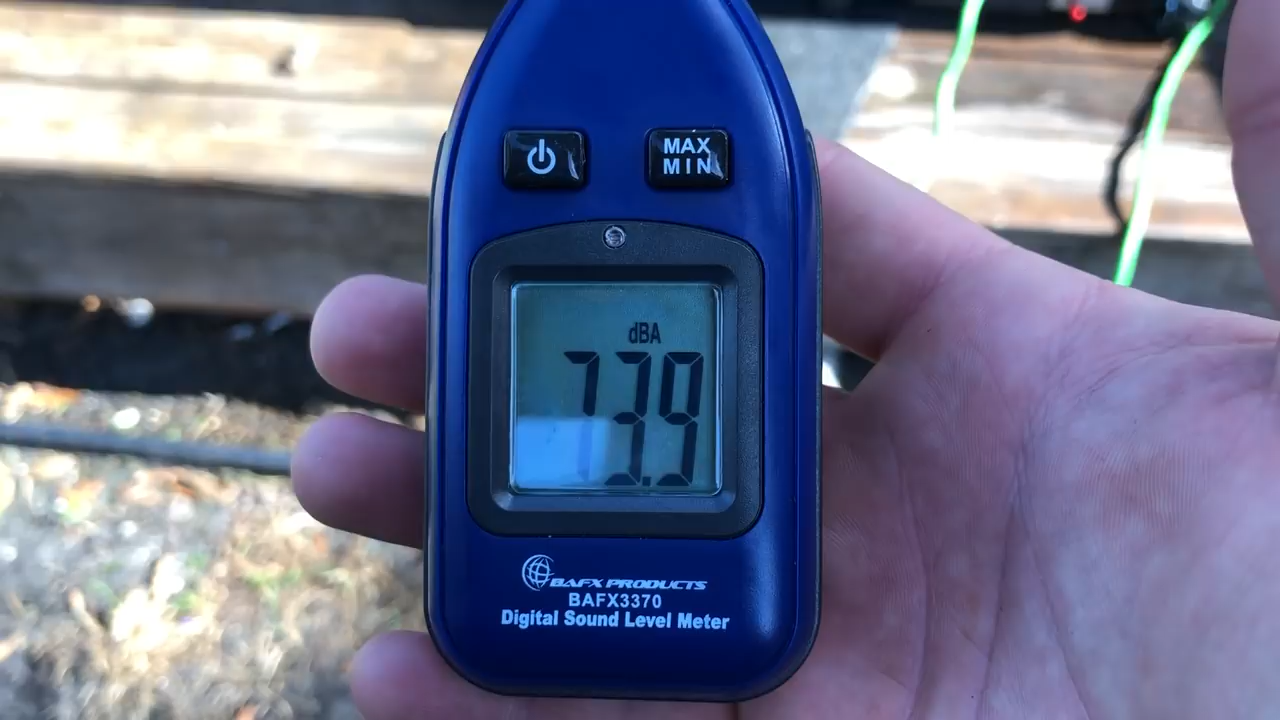 MAX
MIN
dBA
73.9
BAFX PRODUCTS
BAFX3370
Digital Sound Level Meter